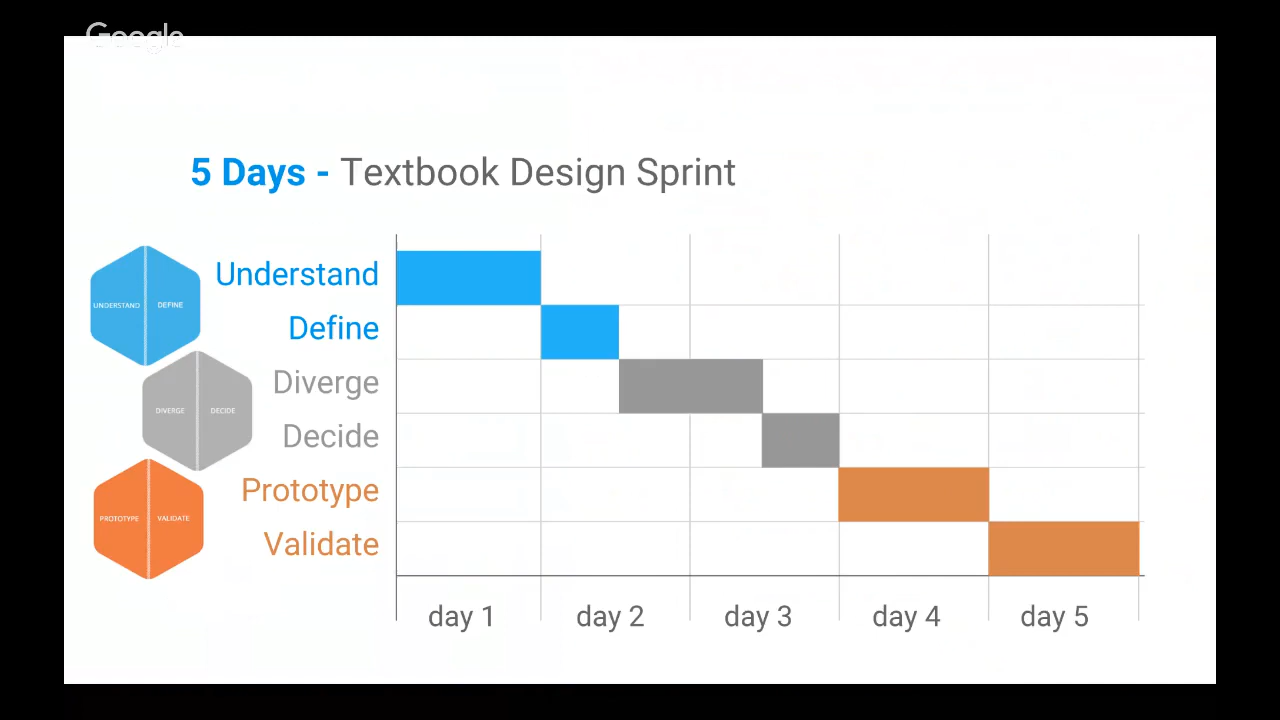 Google
5 Days - Textbook Design Sprint
UNDERSTAND DEFINE
DIVERGE DECIDE
PROTOTYPE VALIDATE
Understand
Define
Diverge
Decide
Prototype
Validate
day 1 day 2 day 3 day 4 day 5